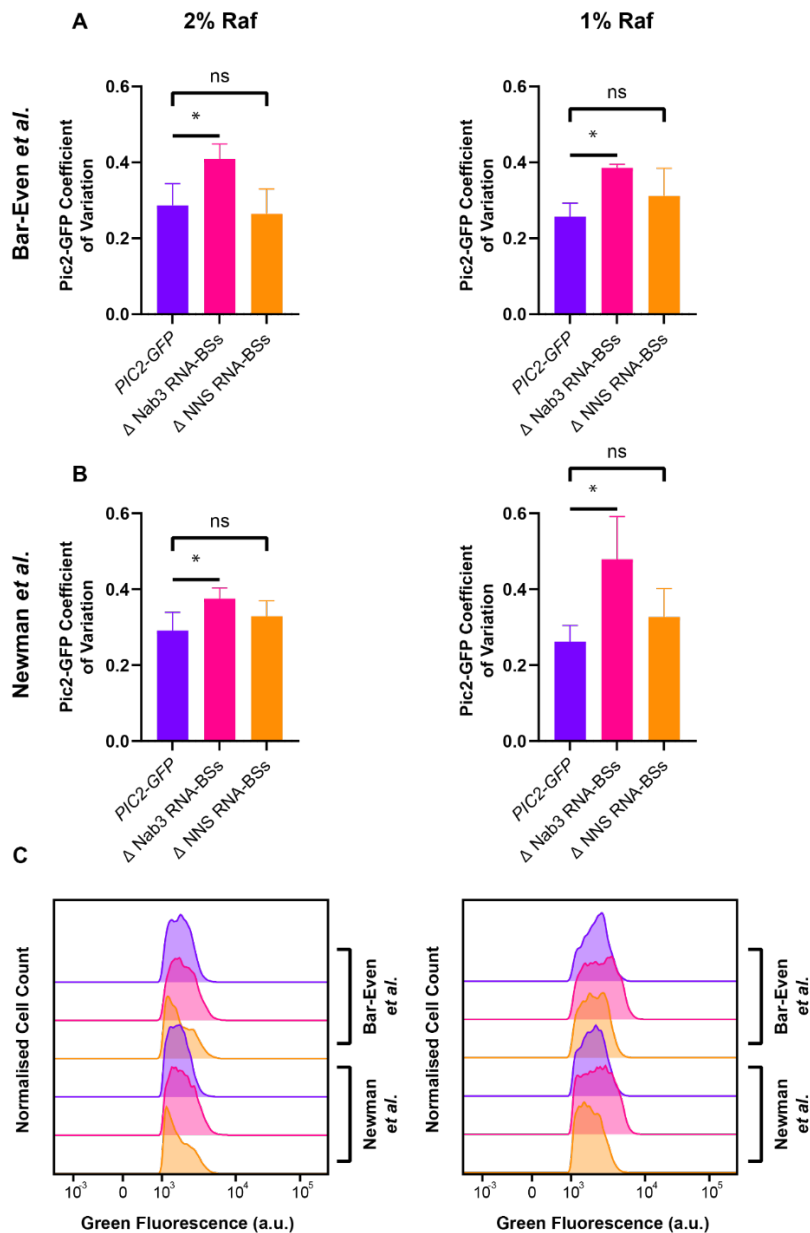 A
2% Raf
1% Raf
Bar-Even et al.
Pic2-GFP Coefficient
of Variation
0.6
0.4
0.2
0.0
ns
*
PIC2-GFP
Δ Nab3 RNA-BSs
Δ NNS RNA-BSs
Pic2-GFP Coefficient
of Variation
0.6
0.4
0.2
0.0
ns
*
PIC2-GFP
Δ Nab3 RNA-BSs
Δ NNS RNA-BSs
B
Newman et al.
Pic2-GFP Coefficient
of Variation
0.6
0.4
0.2
0.0
ns
*
PIC2-GFP
Δ Nab3 RNA-BSs
Δ NNS RNA-BSs
Pic2-GFP Coefficient
of Variation
0.6
0.4
0.2
0.0
ns
*
PIC2-GFP
Δ Nab3 RNA-BSs
Δ NNS RNA-BSs
C
Normalised Cell Count
Bar-Even
et al.
Newman
et al.
10³ 0 10³ 10⁴ 10⁵
Green Fluorescence (a.u.)
Normalised Cell Count
Bar-Even
et al.
Newman
et al.
10³ 0 10³ 10⁴ 10⁵
Green Fluorescence (a.u.)